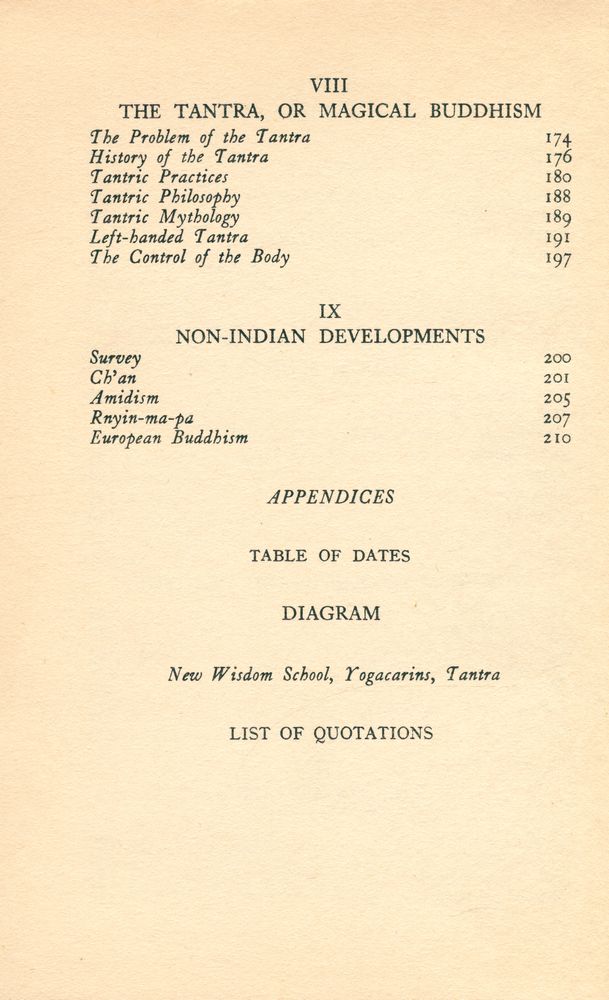 VIII
THE TANTRA, OR MAGICAL BUDDHISM
The Problem of the Tantra 174
History of the Tantra 176
Tantric Practices 180
Tantric Philosophy 188
Tantric Mythology 189
Left-handed Tantra 191
The Control of the Body 197
IX
NON-INDIAN DEVELOPMENTS
Survey 200
Ch'an 201
Amidism 205
Rnyin-ma-pa 207
European Buddhism 210
APPENDICES
TABLE OF DATES
DIAGRAM
New Wisdom School, Yogacarins, Tantra
LIST OF QUOTATIONS